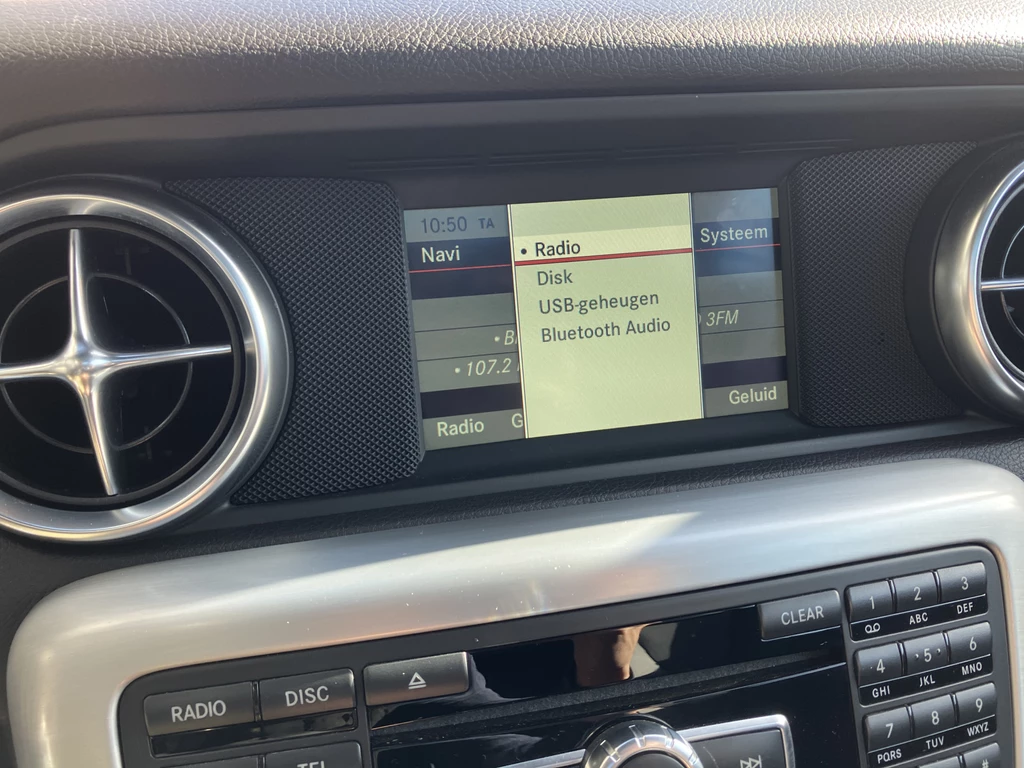 10:50 TA
Navi
• Radio
Systeem
Disk
USB-geheugen
Bluetooth Audio
3FM
• 107.2
Radio
Geluid
CLEAR
1
2 ABC
3 DEF
RADIO
DISC
4 GHI
5 JKL
6 MNO
7 PQRS
8 TUV
9 WXYZ
TEL
#